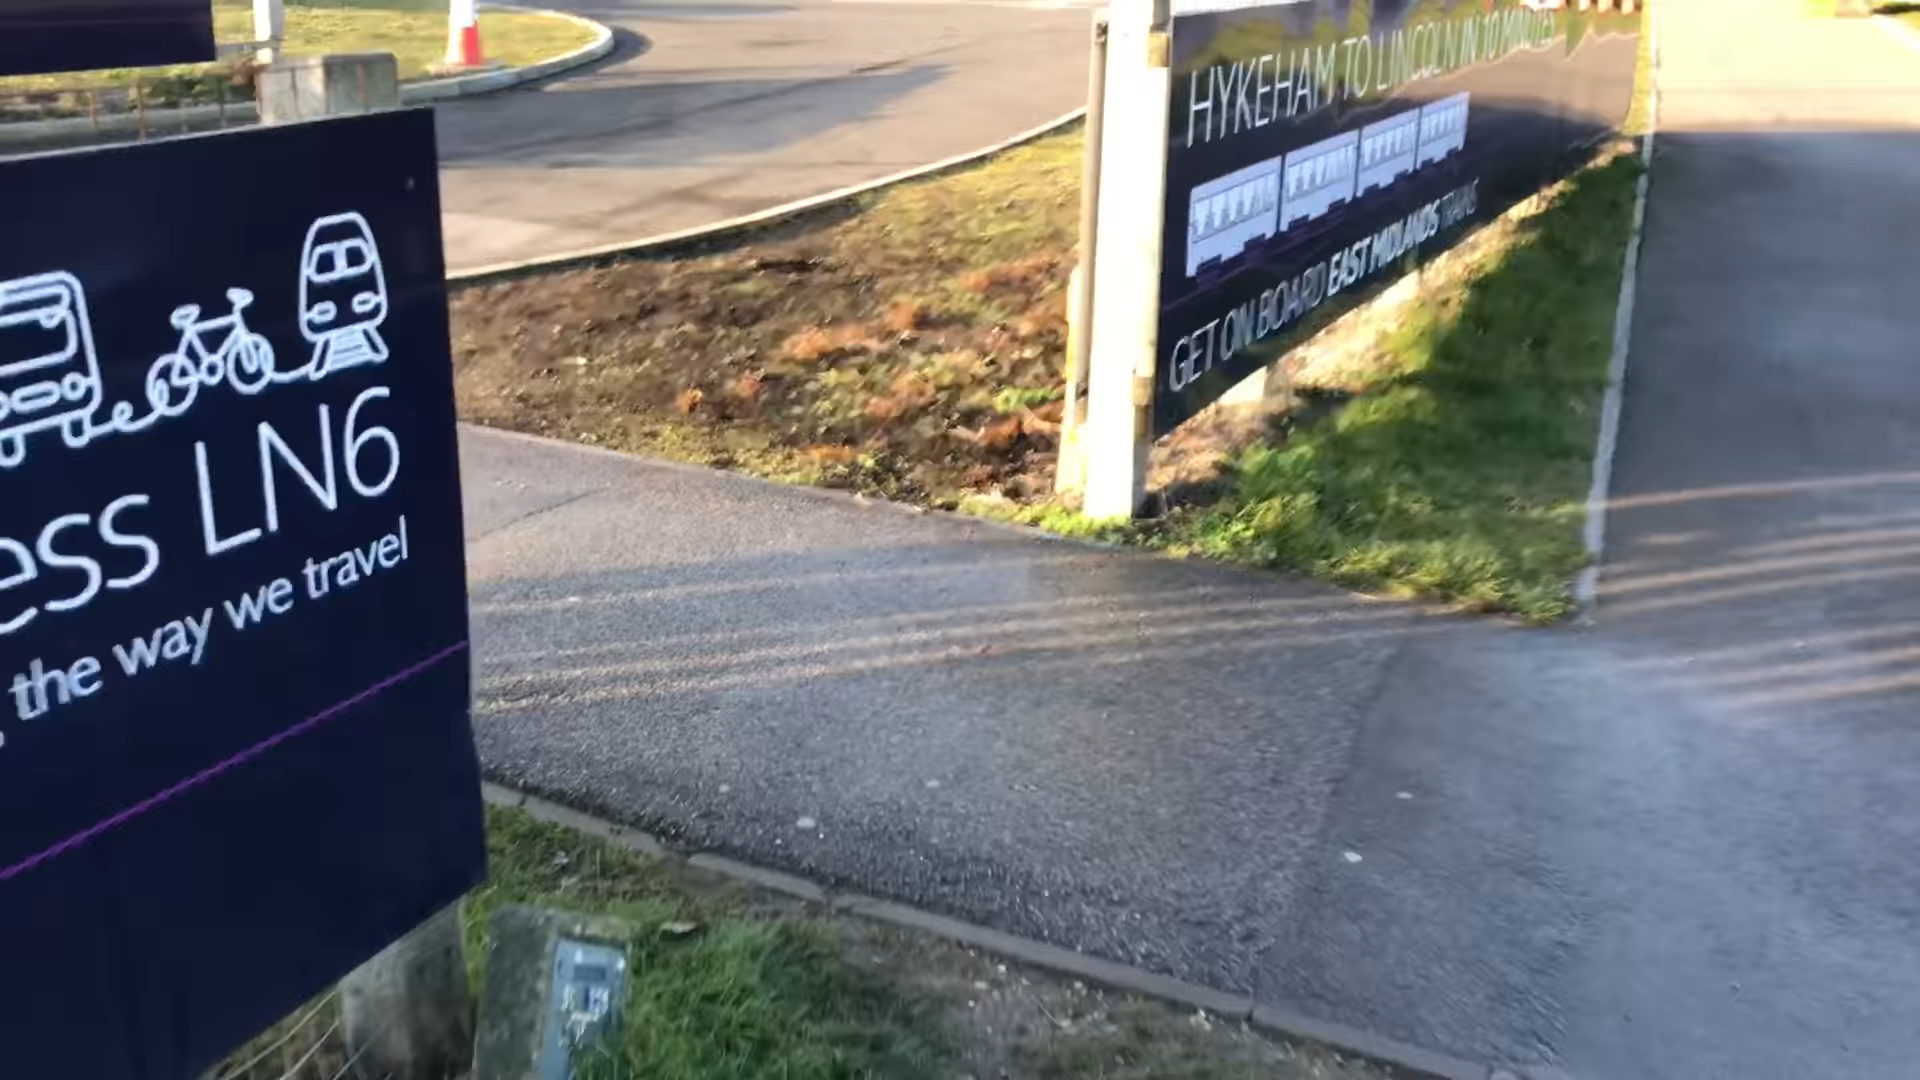 ess LN6
the way we travel
HYKEHAM TO LINCOLN IN 10 MINUTES
GET ON BOARD EAST MIDLANDS TRAINS